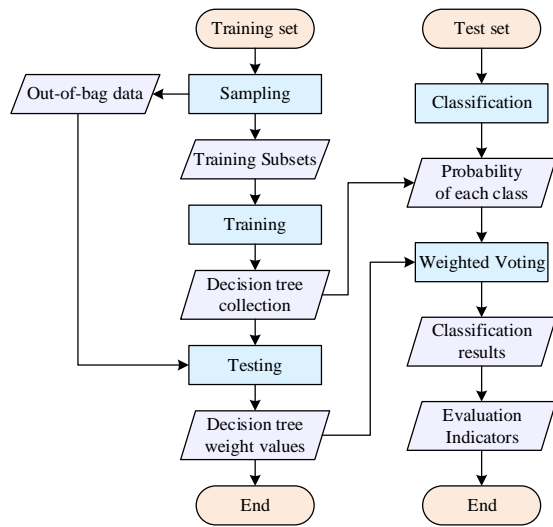 Training set
Sampling
Out-of-bag data
Training Subsets
Training
Decision tree
collection
Testing
Decision tree
weight values
End
Test set
Classification
Probability
of each class
Weighted Voting
Classification
results
Evaluation
Indicators
End